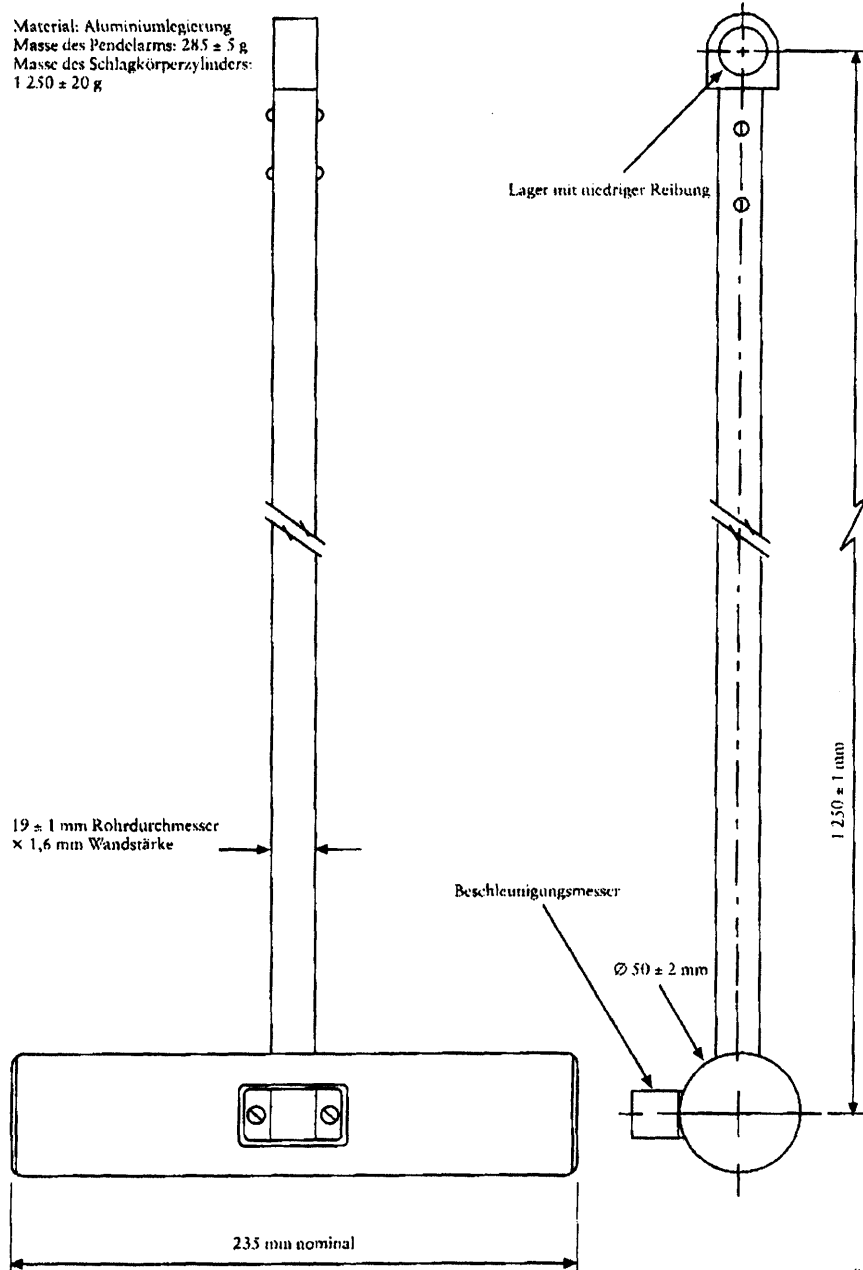 Material: Aluminiumlegierung
Masse des Pendelarms: 285 ± 5 g
Masse des Schlagkörperzylinders:
1 250 ± 20 g
Lager mit niedriger Reibung
19 ± 1 mm Rohrdurchmesser
× 1,6 mm Wandstärke
1 250 ± 1 mm
Beschleunigungsmesser
Ø 50 ± 2 mm
235 mm nominal